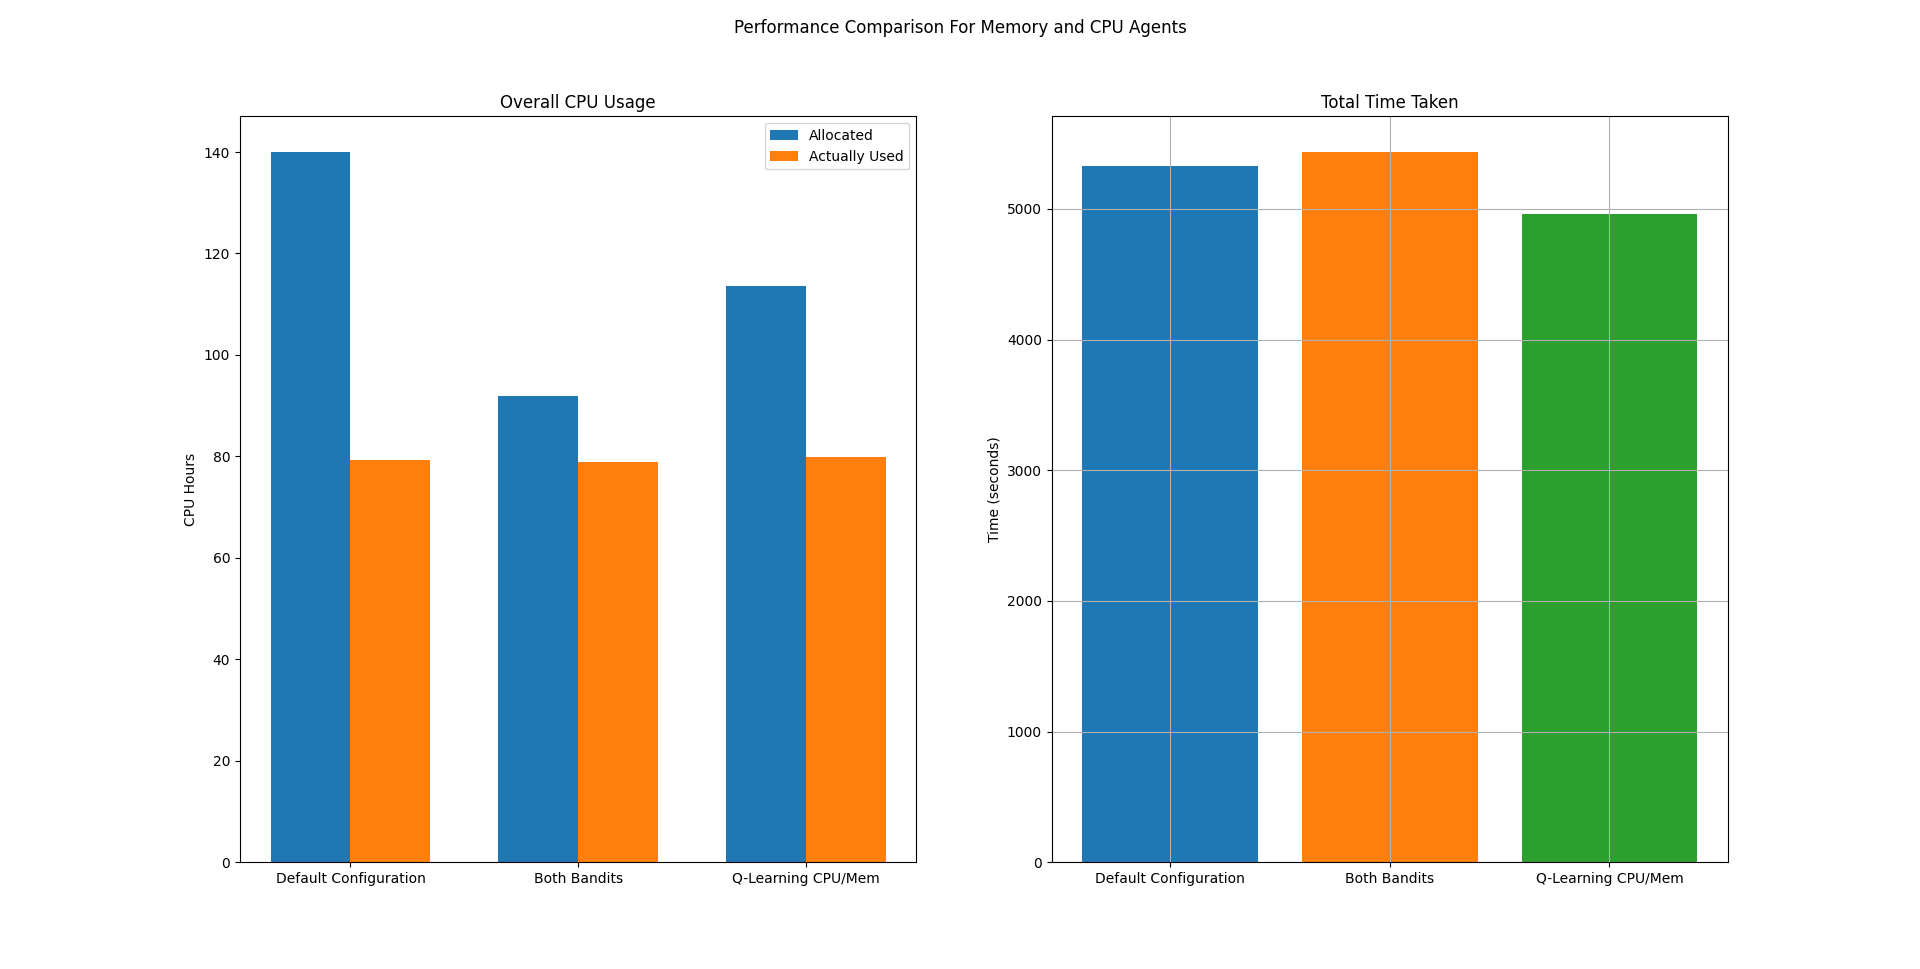 Performance Comparison For Memory and CPU Agents
Overall CPU Usage
Allocated
Actually Used
CPU Hours
140
120
100
80
60
40
20
0
Default Configuration
Both Bandits
Q-Learning CPU/Mem
Total Time Taken
Time (seconds)
5000
4000
3000
2000
1000
0
Default Configuration
Both Bandits
Q-Learning CPU/Mem